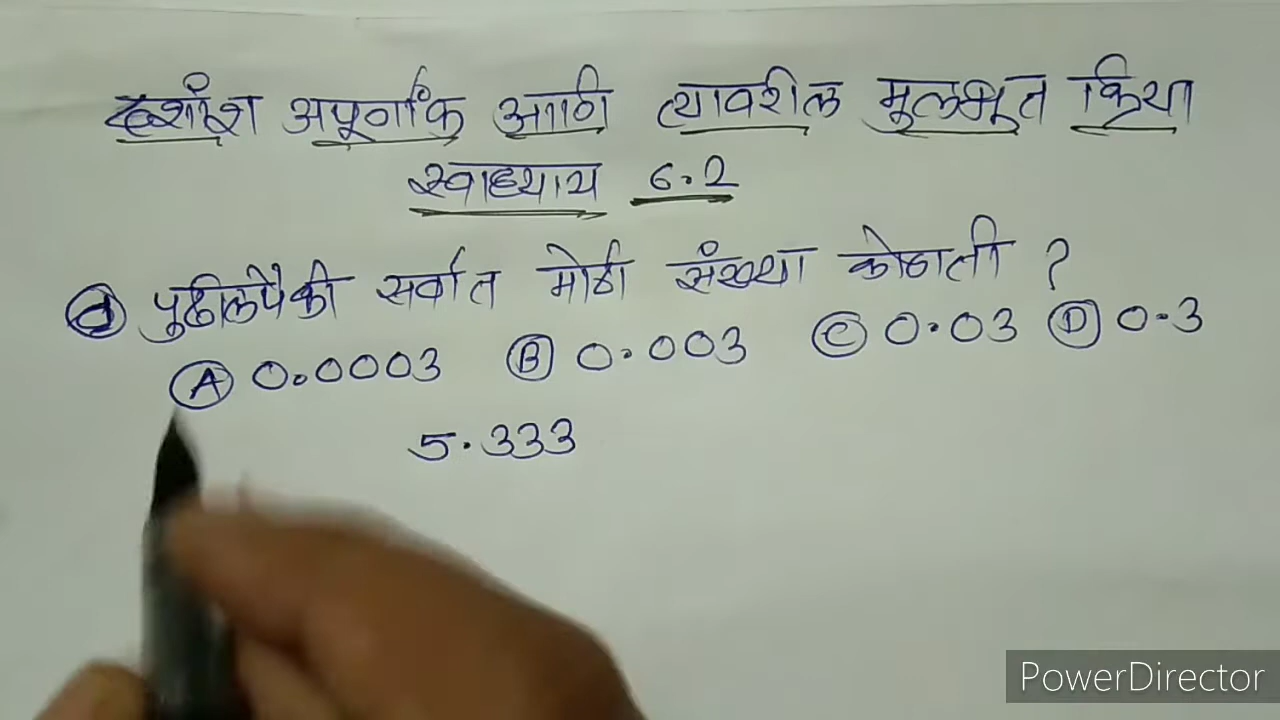 दशांश अपूर्णांक आणि त्यावरील मूलभूत क्रिया
स्वाध्याय 6.2
१ पुढीलपैकी सर्वात मोठी संख्या कोणती ?
A 0.0003 B 0.003 C 0.03 D 0.3
5.333
PowerDirector